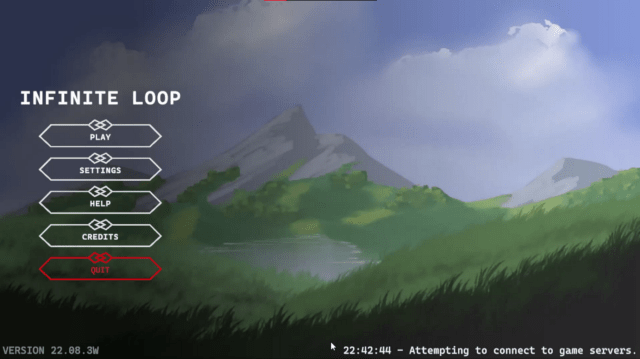 INFINITE LOOP
PLAY
SETTINGS
HELP
CREDITS
QUIT
VERSION 22.08.3W
22:42:44 – Attempting to connect to game servers.